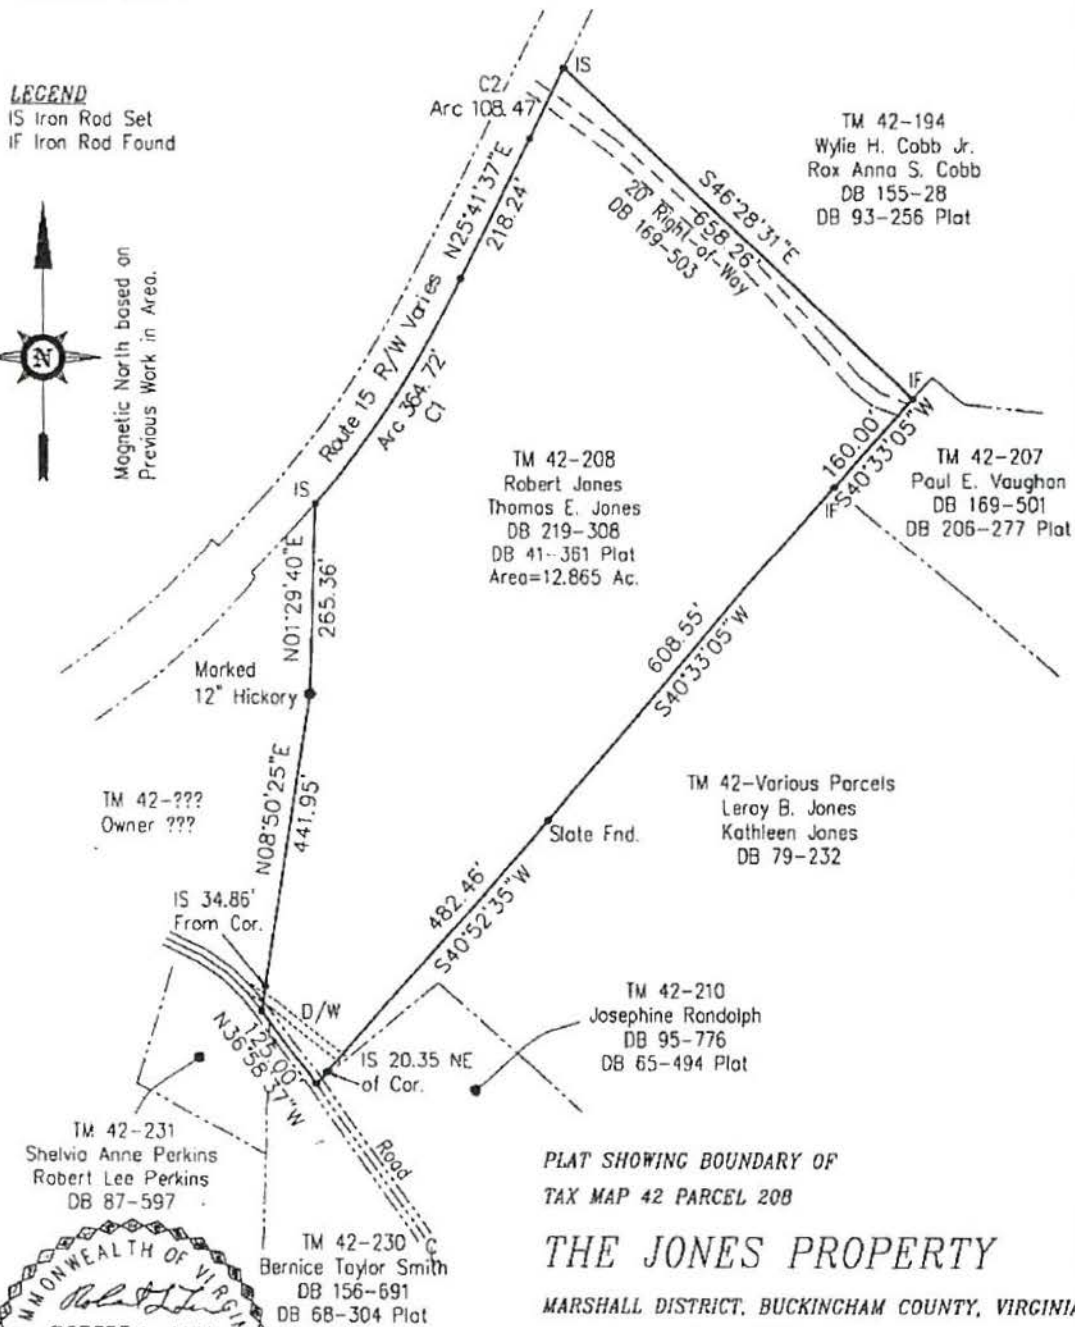 LEGEND
IS Iron Rod Set
IF Iron Rod Found
N
Magnetic North based on
Previous Work in Area.
C2
Arc 108.47
IS
N25°41'37"E
218.24'
S46°28'31"E
658.26'
20' Right-of-Way
DB 169-503
TM 42-194
Wylie H. Cobb Jr.
Rox Anna S. Cobb
DB 155-28
DB 93-256 Plat
Route 15 R/W Varies
Arc 364.72'
C1
IS
IF
160.00'
S40°33'05"W
IF
TM 42-207
Paul E. Vaughan
DB 169-501
DB 206-277 Plat
TM 42-208
Robert Jones
Thomas E. Jones
DB 219-308
DB 41-361 Plat
Area=12.865 Ac.
N01°29'40"E
265.36'
Marked
12" Hickory
608.55'
S40°33'05"W
N08°50'25"E
441.95'
TM 42-???
Owner ???
TM 42-Various Parcels
Leroy B. Jones
Kathleen Jones
DB 79-232
Slate Fnd.
482.46'
S40°52'35"W
IS 34.86'
From Cor.
D/W
125.00'
N36°58'37"W
IS 20.35 NE
of Cor.
TM 42-210
Josephine Randolph
DB 95-776
DB 65-494 Plat
Road
TM 42-231
Shelvia Anne Perkins
Robert Lee Perkins
DB 87-597
TM 42-230
Bernice Taylor Smith
DB 156-691
DB 68-304 Plat
PLAT SHOWING BOUNDARY OF
TAX MAP 42 PARCEL 208
THE JONES PROPERTY
MARSHALL DISTRICT, BUCKINGHAM COUNTY, VIRGINIA
MMONWEALTH OF VIRGIN